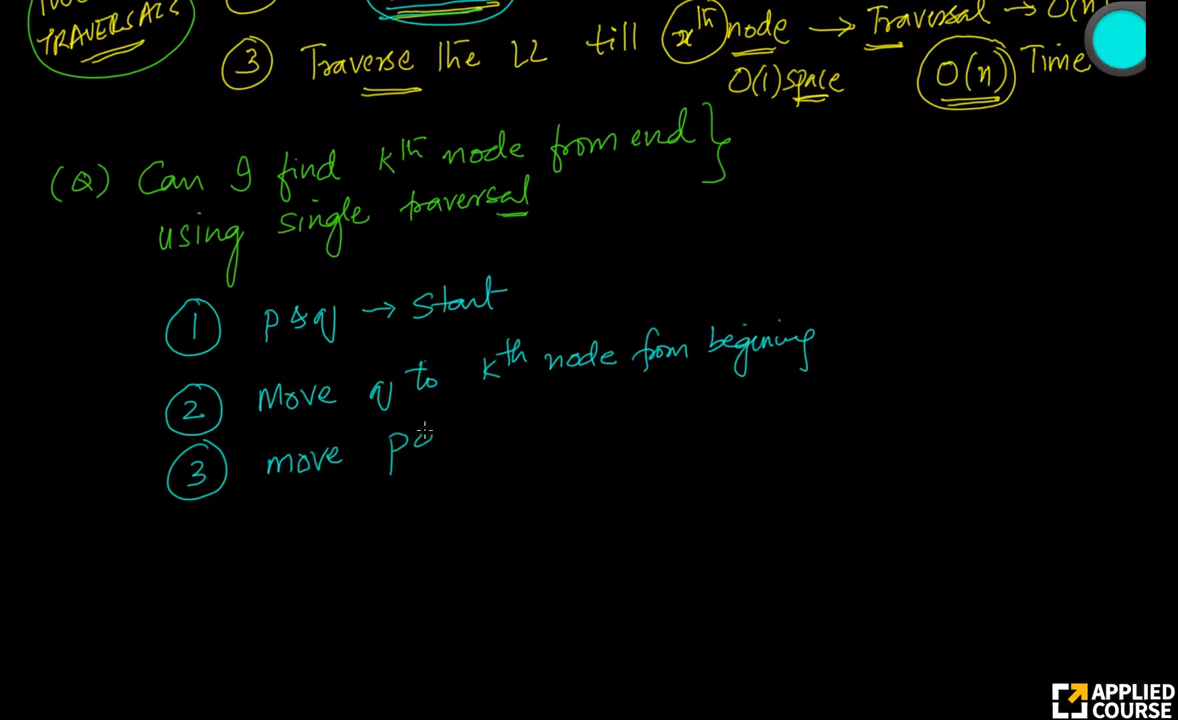 TRAVERSALS
③ Traverse the LL till xth node → Traversal → O(n)
O(1) space O(n) Time
(Q) Can I find kth node from end }
using single traversal
① p & q → Start
② Move q to kth node from begining
③ move p
APPLIED
COURSE